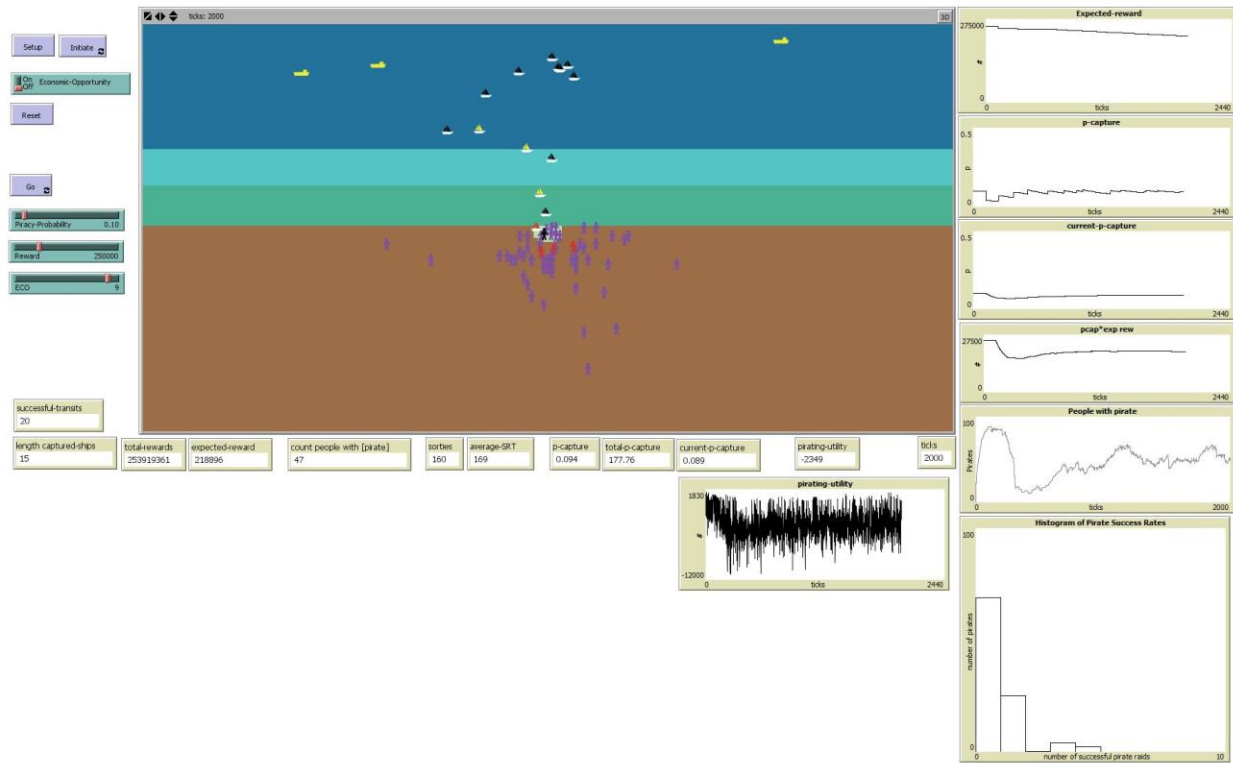 ticks: 2000
3D
Setup
Initiate
On
Off
Economic-Opportunity
Reset
Go
Piracy-Probability 0.10
Reward 250000
ECO 9
successful-transits
20
length captured-ships
15
total-rewards
253919361
expected-reward
218896
count people with [pirate]
47
sorties
160
average-SRT
169
p-capture
0.094
total-p-capture
177.76
current-p-capture
0.089
pirating-utility
-2349
ticks
2000
pirating-utility
1830
#
-12000
0
ticks
2440
Expected-reward
275000
#
0
0
ticks
2440
p-capture
0.5
p
0
0
ticks
2440
current-p-capture
0.5
p
0
0
ticks
2440
pcap*exp rew
27500
#
0
0
ticks
2440
People with pirate
100
Pirates
0
0
ticks
2000
Histogram of Pirate Success Rates
100
number of pirates
0
0
number of successful pirate raids
10